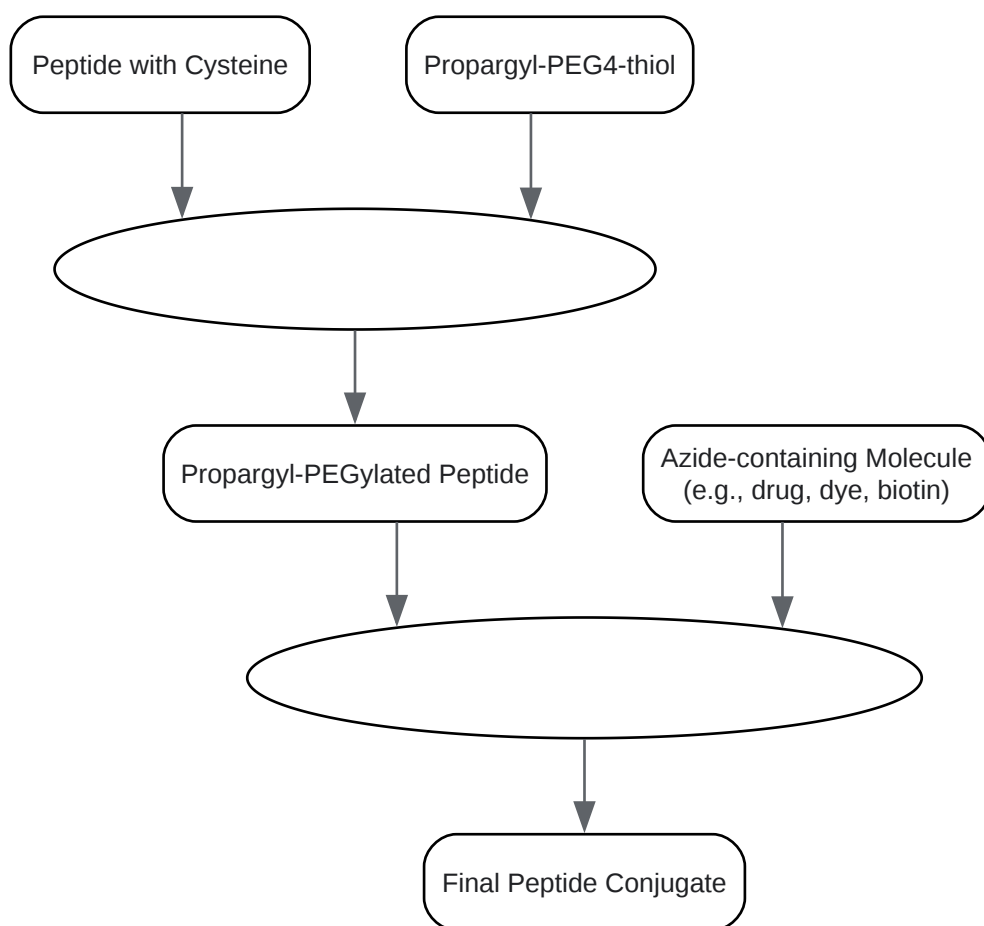 Peptide with Cysteine
Propargyl-PEG4-thiol
Propargyl-PEGylated Peptide
Azide-containing Molecule
(e.g., drug, dye, biotin)
Final Peptide Conjugate